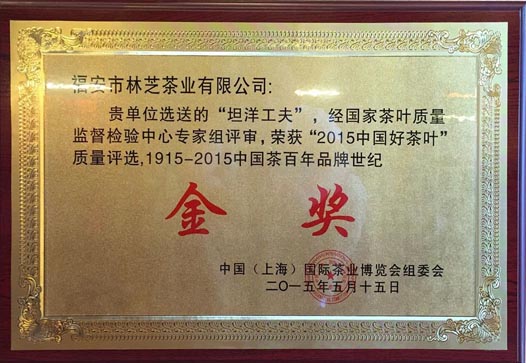 福安市林芝茶业有限公司:
贵单位选送的“坦洋工夫”，经国家茶叶质量
监督检验中心专家组评审，荣获“2015中国好茶叶”
质量评选,1915-2015中国茶百年品牌世纪
金 奖
中国（上海）国际茶业博览会组委会
二〇一五年五月十五日